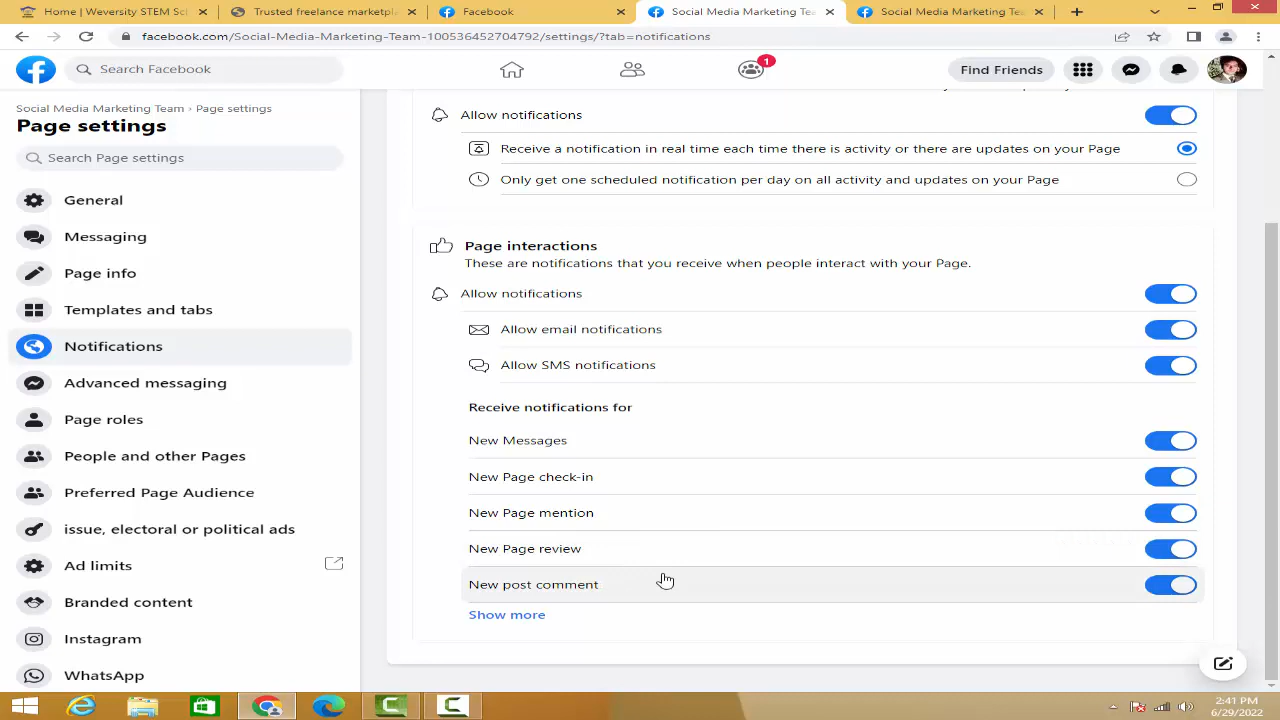 Home | Weversity STEM Sc
Trusted freelance marketpl
Facebook
Social Media Marketing Te
Social Media Marketing Te
facebook.com/Social-Media-Marketing-Team-100536452704792/settings/?tab=notifications
Search Facebook
1
Find Friends
Social Media Marketing Team › Page settings
Page settings
Search Page settings
General
Messaging
Page info
Templates and tabs
Notifications
Advanced messaging
Page roles
People and other Pages
Preferred Page Audience
issue, electoral or political ads
Ad limits
Branded content
Instagram
WhatsApp
Allow notifications
Receive a notification in real time each time there is activity or there are updates on your Page
Only get one scheduled notification per day on all activity and updates on your Page
Page interactions
These are notifications that you receive when people interact with your Page.
Allow notifications
Allow email notifications
Allow SMS notifications
Receive notifications for
New Messages
New Page check-in
New Page mention
New Page review
New post comment
Show more
2:41 PM
6/29/2022